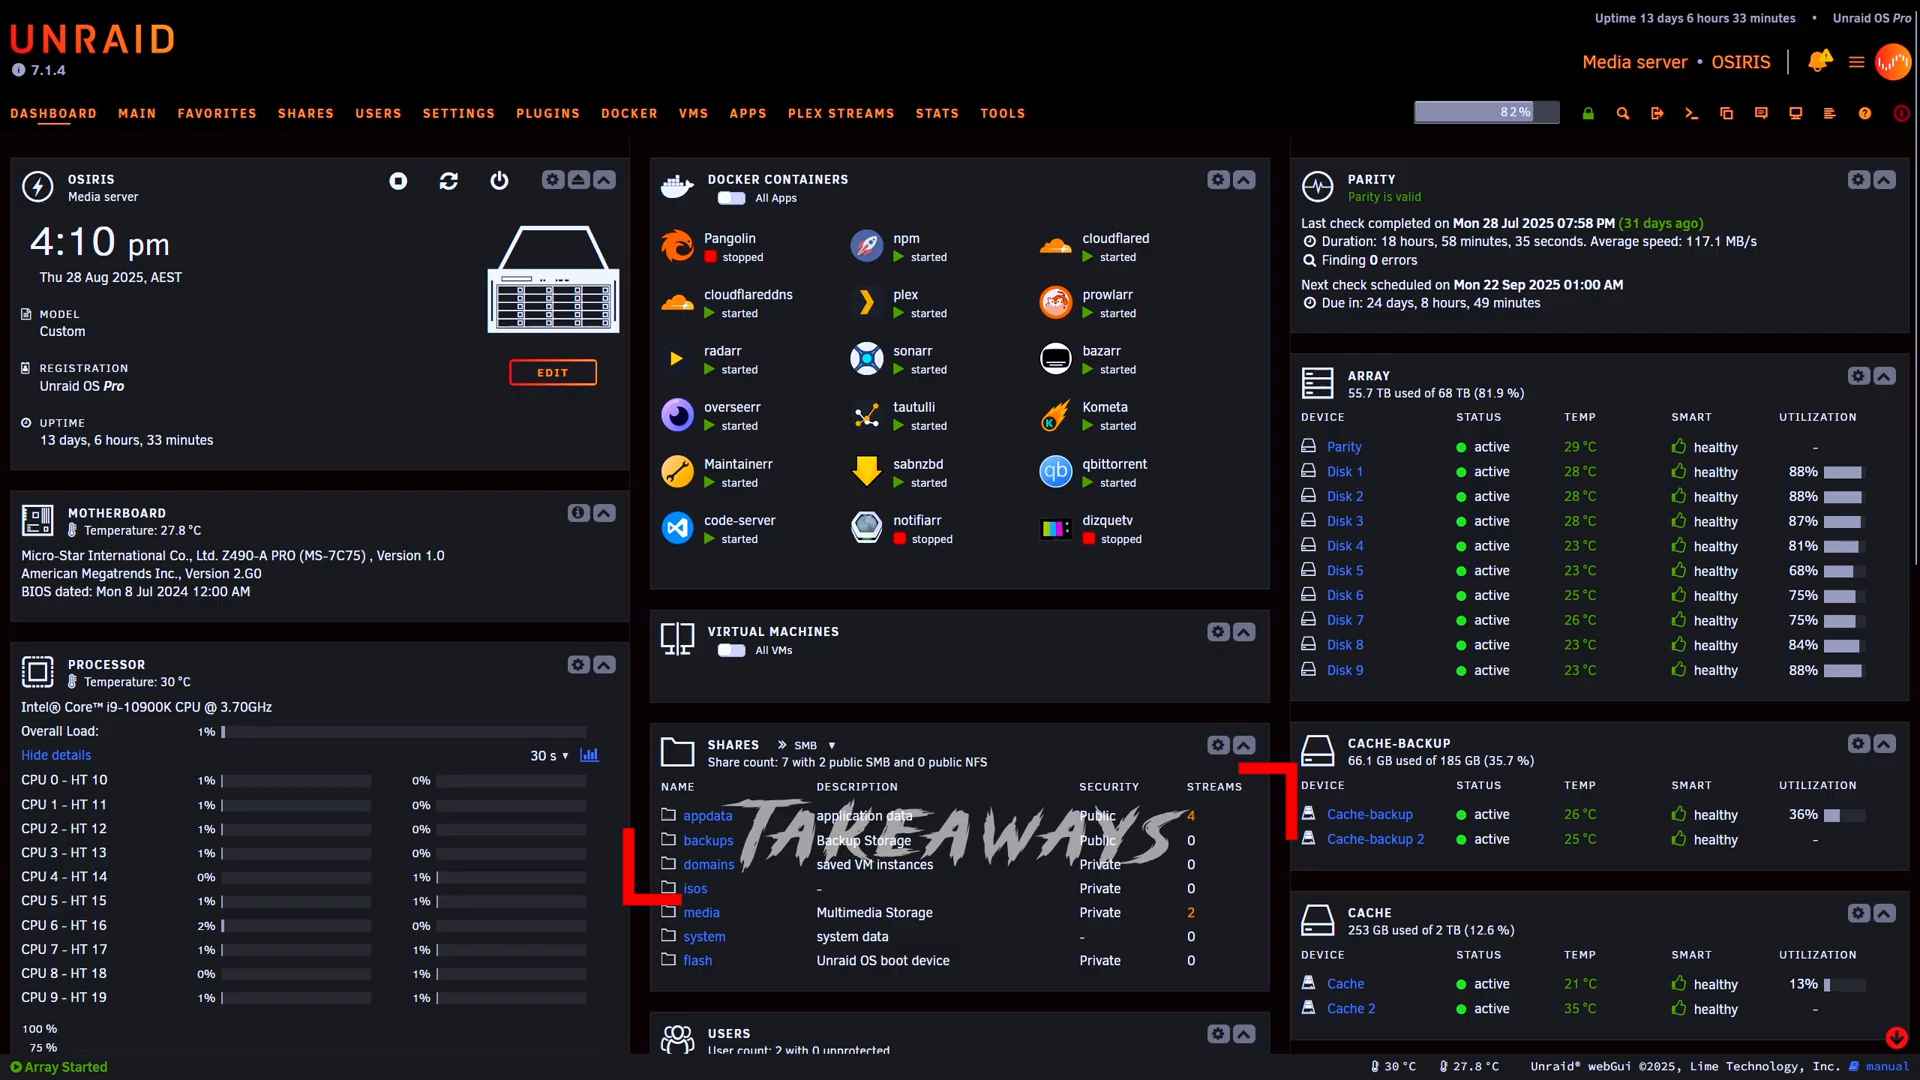 Uptime 13 days 6 hours 33 minutes • Unraid OS Pro
UNRAID
7.1.4
Media server • OSIRIS
DASHBOARD MAIN FAVORITES SHARES USERS SETTINGS PLUGINS DOCKER VMS APPS PLEX STREAMS STATS TOOLS
82%
OSIRIS
Media server
4:10 pm
Thu 28 Aug 2025, AEST
MODEL
Custom
REGISTRATION
Unraid OS Pro
EDIT
UPTIME
13 days, 6 hours, 33 minutes
MOTHERBOARD
Temperature: 27.8 °C
Micro-Star International Co., Ltd. Z490-A PRO (MS-7C75) , Version 1.0
American Megatrends Inc., Version 2.G0
BIOS dated: Mon 8 Jul 2024 12:00 AM
PROCESSOR
Temperature: 30 °C
Intel® Core™ i9-10900K CPU @ 3.70GHz
Overall Load: 1%
Hide details 30 s
CPU 0 - HT 10 1% 0%
CPU 1 - HT 11 1% 0%
CPU 2 - HT 12 1% 0%
CPU 3 - HT 13 1% 0%
CPU 4 - HT 14 0% 1%
CPU 5 - HT 15 1% 1%
CPU 6 - HT 16 2% 0%
CPU 7 - HT 17 1% 1%
CPU 8 - HT 18 0% 1%
CPU 9 - HT 19 1% 1%
100 %
75 %
DOCKER CONTAINERS
All Apps
Pangolin npm cloudflared
stopped started started
cloudflareddns plex prowlarr
started started started
radarr sonarr bazarr
started started started
overseerr tautulli Kometa
started started started
Maintainerr sabnzbd qbittorrent
started started started
code-server notifiarr dizquetv
started stopped stopped
VIRTUAL MACHINES
All VMs
SHARES » SMB
Share count: 7 with 2 public SMB and 0 public NFS
NAME DESCRIPTION SECURITY STREAMS
appdata application data Public 4
backups Backup Storage Public 0
domains saved VM instances Private 0
isos - Private 0
media Multimedia Storage Private 2
system system data - 0
flash Unraid OS boot device Private 0
TAKEAWAYS
USERS
User count: 2 with 0 unprotected
PARITY
Parity is valid
Last check completed on Mon 28 Jul 2025 07:58 PM (31 days ago)
Duration: 18 hours, 58 minutes, 35 seconds. Average speed: 117.1 MB/s
Finding 0 errors
Next check scheduled on Mon 22 Sep 2025 01:00 AM
Due in: 24 days, 8 hours, 49 minutes
ARRAY
55.7 TB used of 68 TB (81.9 %)
DEVICE STATUS TEMP SMART UTILIZATION
Parity active 29 °C healthy -
Disk 1 active 28 °C healthy 88%
Disk 2 active 28 °C healthy 88%
Disk 3 active 28 °C healthy 87%
Disk 4 active 23 °C healthy 81%
Disk 5 active 23 °C healthy 68%
Disk 6 active 25 °C healthy 75%
Disk 7 active 26 °C healthy 75%
Disk 8 active 23 °C healthy 84%
Disk 9 active 23 °C healthy 88%
CACHE-BACKUP
66.1 GB used of 185 GB (35.7 %)
DEVICE STATUS TEMP SMART UTILIZATION
Cache-backup active 26 °C healthy 36%
Cache-backup 2 active 25 °C healthy -
CACHE
253 GB used of 2 TB (12.6 %)
DEVICE STATUS TEMP SMART UTILIZATION
Cache active 21 °C healthy 13%
Cache 2 active 35 °C healthy -
Array Started
30 °C 27.8 °C Unraid® webGui ©2025, Lime Technology, Inc. manual